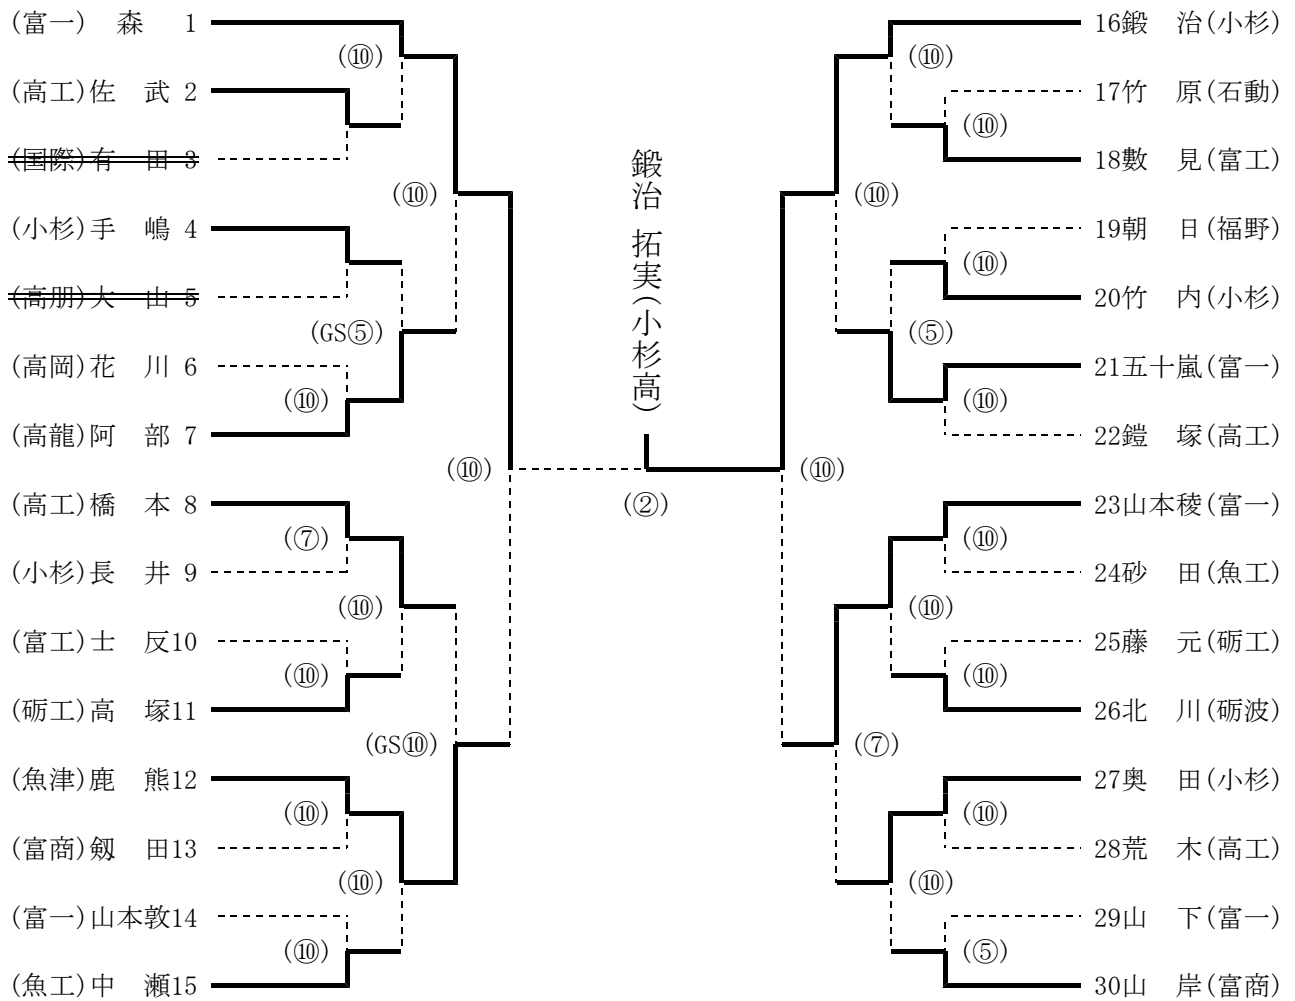 (富一) 森 1
(⑩)
(高工)佐 武 2
(国際)有 田 3
(⑩)
(小杉)手 嶋 4
(高朋)大 山 5
(GS⑤)
(高岡)花 川 6
(⑩)
(高龍)阿 部 7
(⑩)
(高工)橋 本 8
(⑦)
(小杉)長 井 9
(⑩)
(富工)士 反10
(⑩)
(砺工)高 塚11
(GS⑩)
(魚津)鹿 熊12
(⑩)
(富商)剱 田13
(⑩)
(富一)山本敦14
(⑩)
(魚工)中 瀬15
鍛治 拓実(小杉高)
(②)
16鍛 治(小杉)
(⑩)
17竹 原(石動)
(⑩)
18數 見(富工)
(⑩)
19朝 日(福野)
(⑩)
20竹 内(小杉)
(⑤)
21五十嵐(富一)
(⑩)
22鎧 塚(高工)
(⑩)
23山本稜(富一)
(⑩)
24砂 田(魚工)
(⑩)
25藤 元(砺工)
(⑩)
26北 川(砺波)
(⑦)
27奥 田(小杉)
(⑩)
28荒 木(高工)
(⑩)
29山 下(富一)
(⑤)
30山 岸(富商)